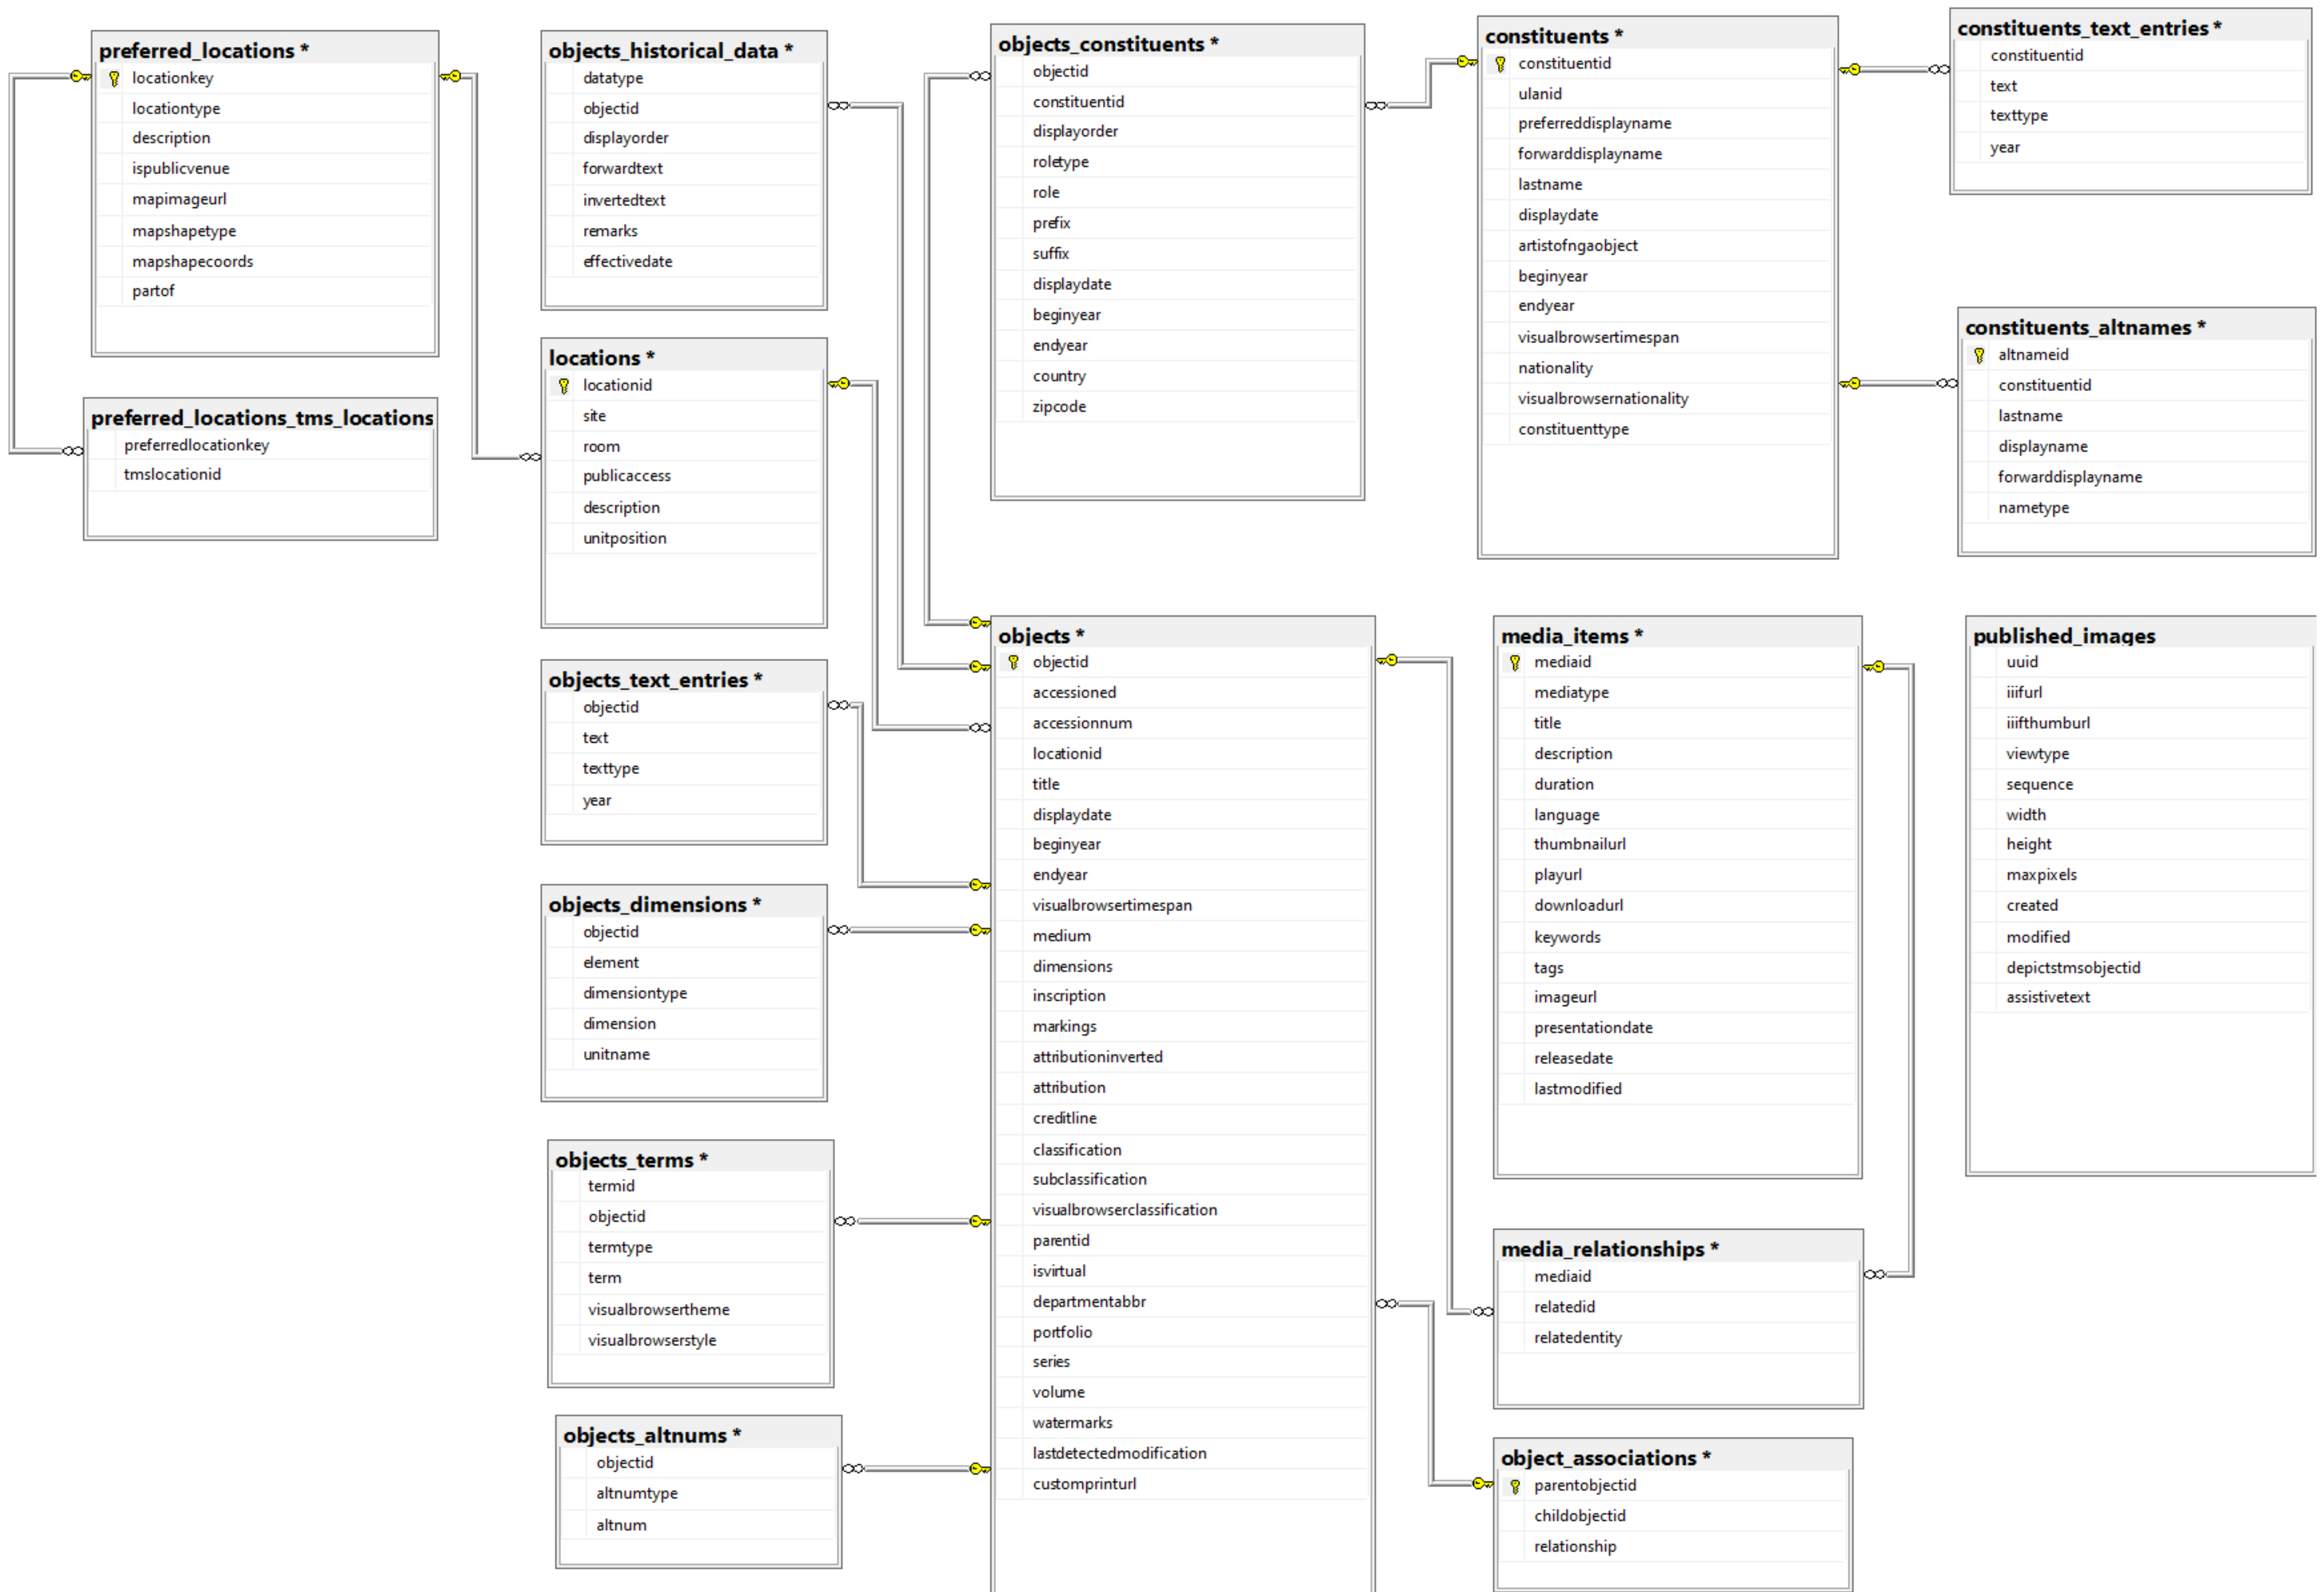 preferred_locations *
locationkey
locationtype
description
ispublicvenue
mapimageurl
mapshapetype
mapshapecoords
partof
preferred_locations_tms_locations
preferredlocationkey
tmslocationid
objects_historical_data *
datatype
objectid
displayorder
forwardtext
invertedtext
remarks
effectivedate
locations *
locationid
site
room
publicaccess
description
unitposition
objects_text_entries *
objectid
text
texttype
year
objects_dimensions *
objectid
element
dimensiontype
dimension
unitname
objects_terms *
termid
objectid
termtype
term
visualbrowsertheme
visualbrowserstyle
objects_altnums *
objectid
altnumtype
altnum
objects_constituents *
objectid
constituentid
displayorder
roletype
role
prefix
suffix
displaydate
beginyear
endyear
country
zipcode
objects *
objectid
accessioned
accessionnum
locationid
title
displaydate
beginyear
endyear
visualbrowsertimespan
medium
dimensions
inscription
markings
attributioninverted
attribution
creditline
classification
subclassification
visualbrowserclassification
parentid
isvirtual
departmentabbr
portfolio
series
volume
watermarks
lastdetectedmodification
customprinturl
constituents *
constituentid
ulanid
preferreddisplayname
forwarddisplayname
lastname
displaydate
artistofngaobject
beginyear
endyear
visualbrowsertimespan
nationality
visualbrowsernationality
constituenttype
media_items *
mediaid
mediatype
title
description
duration
language
thumbnailurl
playurl
downloadurl
keywords
tags
imageurl
presentationdate
releasedate
lastmodified
media_relationships *
mediaid
relatedid
relatedentity
object_associations *
parentobjectid
childobjectid
relationship
constituents_text_entries *
constituentid
text
texttype
year
constituents_altnames *
altnameid
constituentid
lastname
displayname
forwarddisplayname
nametype
published_images
uuid
iiifurl
iiifthumburl
viewtype
sequence
width
height
maxpixels
created
modified
depictstmsobjectid
assistivetext